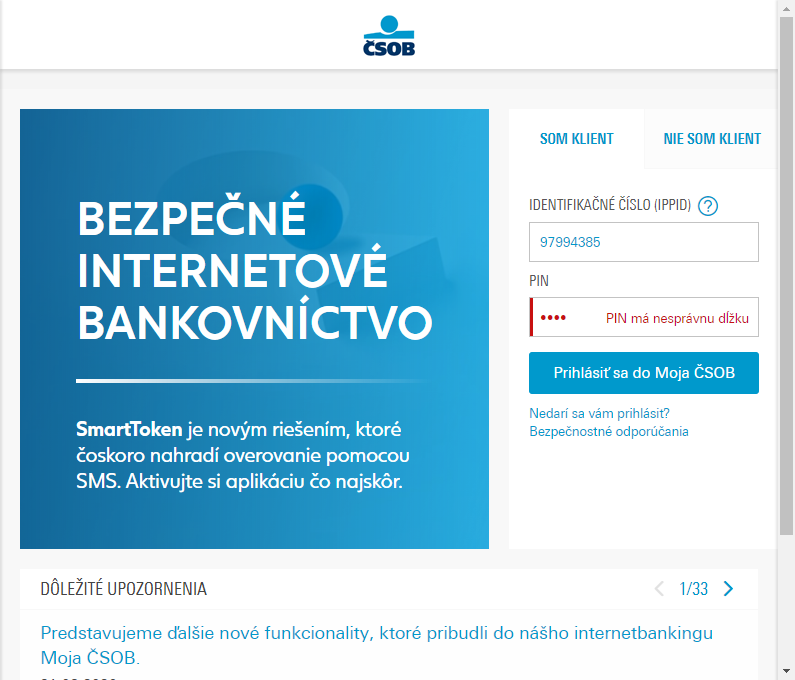 ČSOB
BEZPEČNÉ
INTERNETOVÉ
BANKOVNÍCTVO
SmartToken je novým riešením, ktoré
čoskoro nahradí overovanie pomocou
SMS. Aktivujte si aplikáciu čo najskôr.
SOM KLIENT
NIE SOM KLIENT
IDENTIFIKAČNÉ ČÍSLO (IPPID) ?
97994385
PIN
•••• PIN má nesprávnu dĺžku
Prihlásiť sa do Moja ČSOB
Nedarí sa vám prihlásiť?
Bezpečnostné odporúčania
DÔLEŽITÉ UPOZORNENIA
1/33
Predstavujeme ďalšie nové funkcionality, ktoré pribudli do nášho internetbankingu
Moja ČSOB.